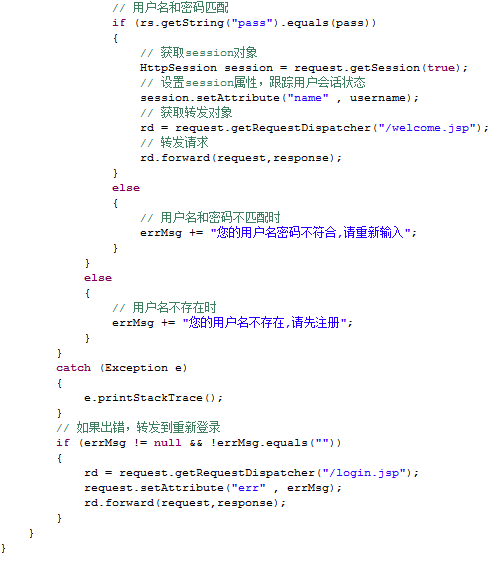 // 用户名和密码匹配
if (rs.getString("pass").equals(pass))
{
// 获取session对象
HttpSession session = request.getSession(true);
// 设置session属性，跟踪用户会话状态
session.setAttribute("name" , username);
// 获取转发对象
rd = request.getRequestDispatcher("/welcome.jsp");
// 转发请求
rd.forward(request,response);
}
else
{
// 用户名和密码不匹配时
errMsg += "您的用户名密码不符合,请重新输入";
}
}
else
{
// 用户名不存在时
errMsg += "您的用户名不存在,请先注册";
}
}
catch (Exception e)
{
e.printStackTrace();
}
// 如果出错，转发到重新登录
if (errMsg != null && !errMsg.equals(""))
{
rd = request.getRequestDispatcher("/login.jsp");
request.setAttribute("err" , errMsg);
rd.forward(request,response);
}
}
}